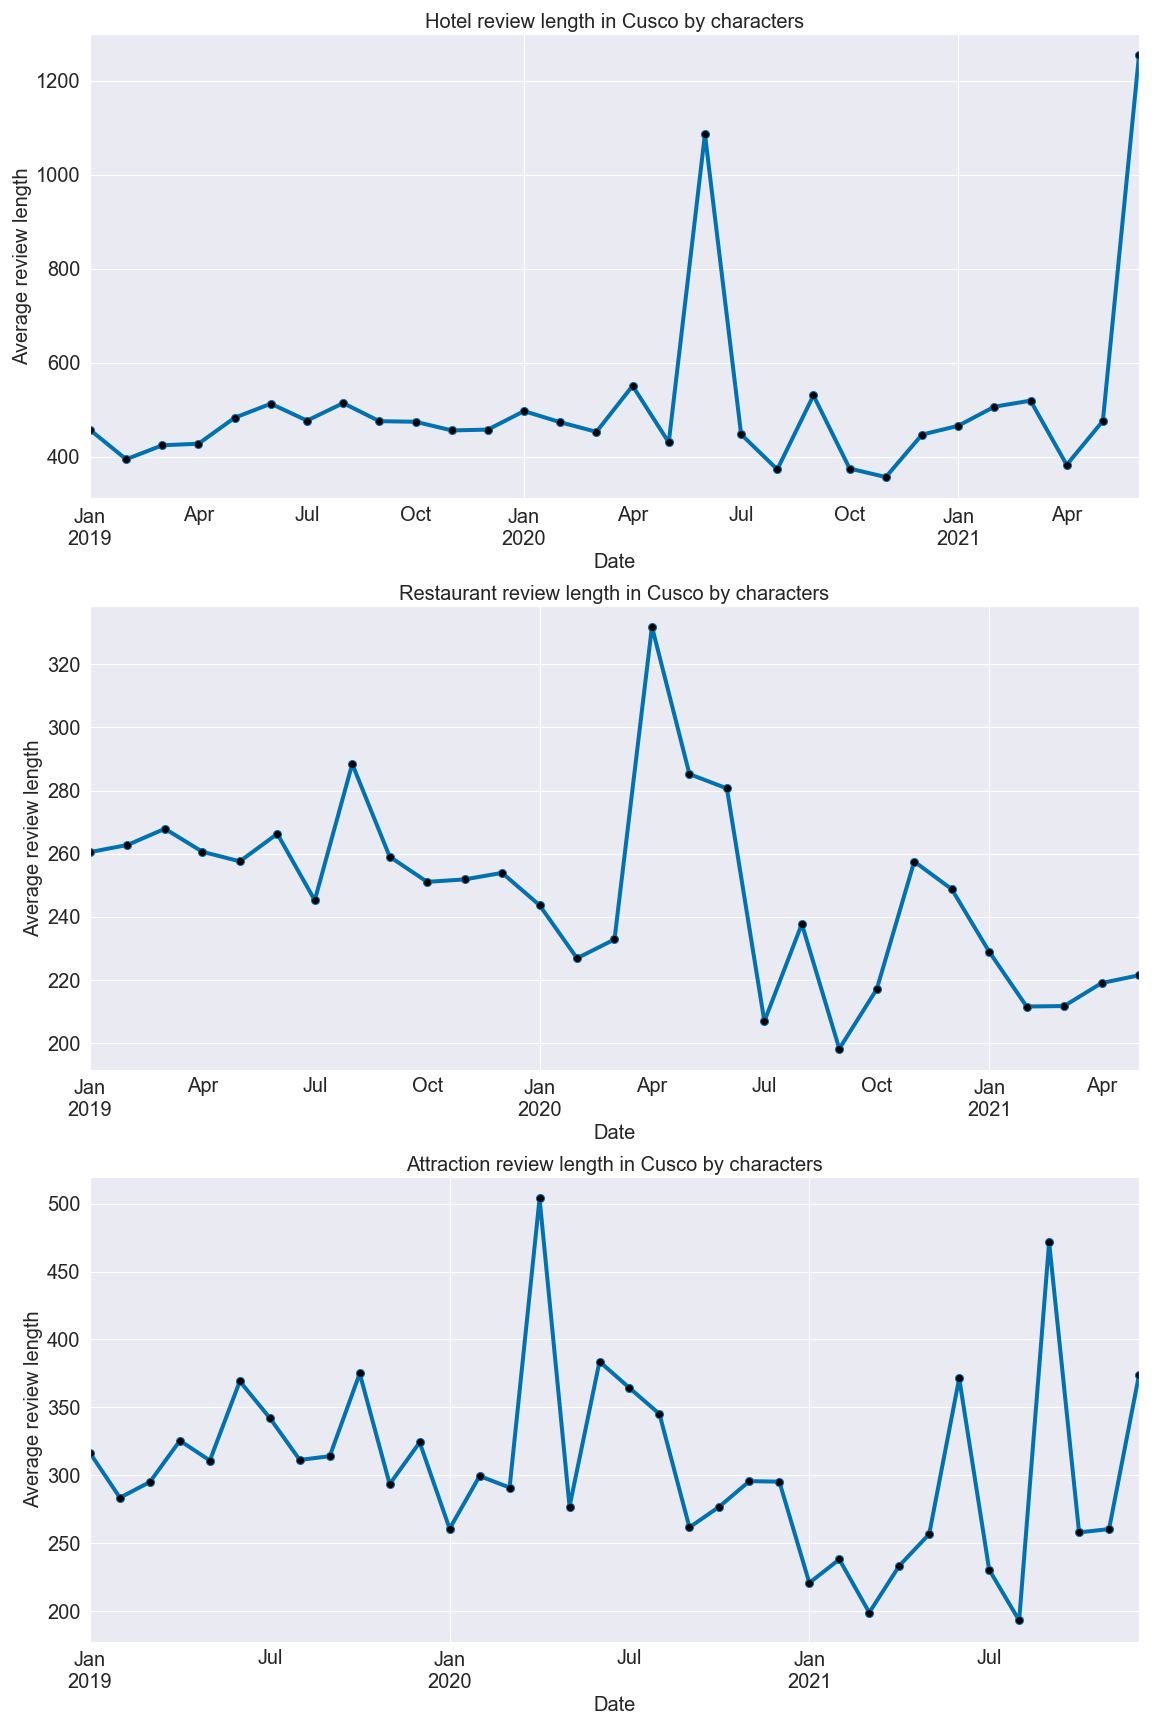 Hotel review length in Cusco by characters
1200
1000
800
600
400
Average review length
Jan Apr Jul Oct Jan Apr Jul Oct Jan Apr
2019 2020 2021
Date
Restaurant review length in Cusco by characters
320
300
280
260
240
220
200
Average review length
Jan Apr Jul Oct Jan Apr Jul Oct Jan Apr
2019 2020 2021
Date
Attraction review length in Cusco by characters
500
450
400
350
300
250
200
Average review length
Jan Jul Jan Jul Jan Jul
2019 2020 2021
Date